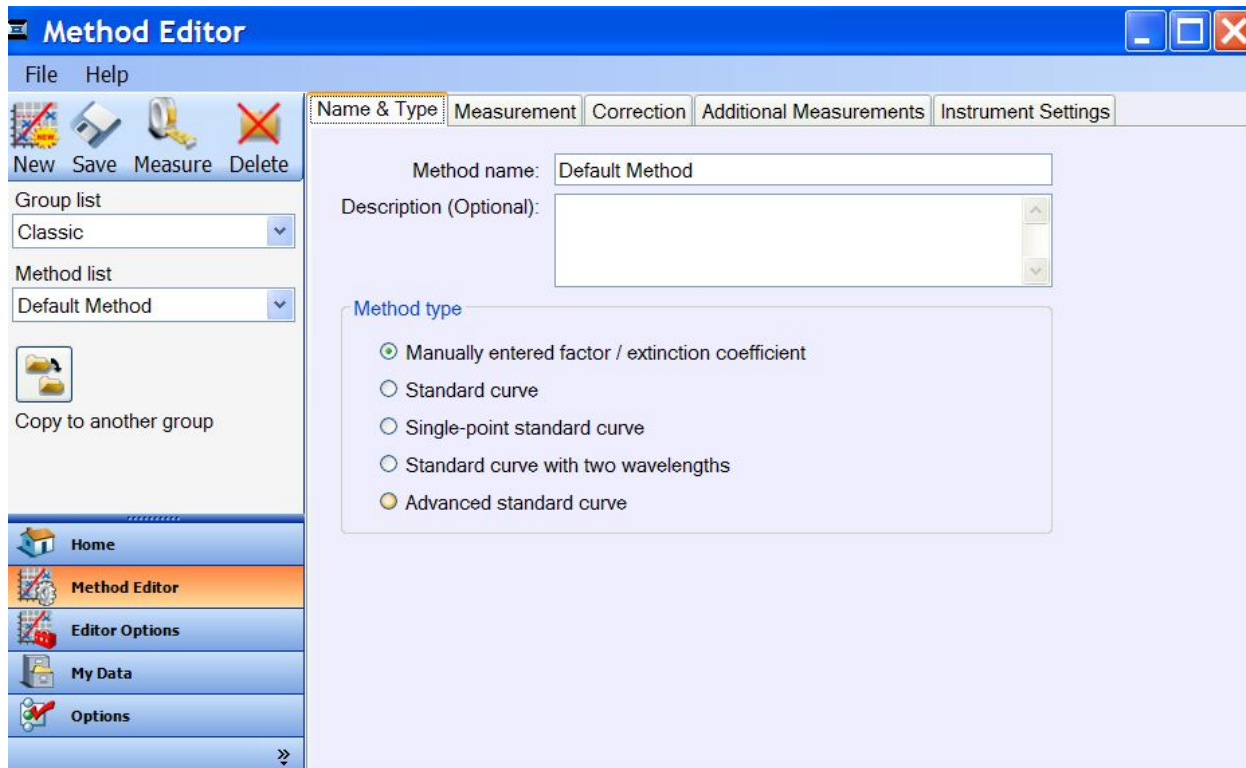 Method Editor
File Help
New Save Measure Delete
Group list
Classic
Method list
Default Method
Copy to another group
Home
Method Editor
Editor Options
My Data
Options
Name & Type Measurement Correction Additional Measurements Instrument Settings
Method name: Default Method
Description (Optional):
Method type
Manually entered factor / extinction coefficient
Standard curve
Single-point standard curve
Standard curve with two wavelengths
Advanced standard curve